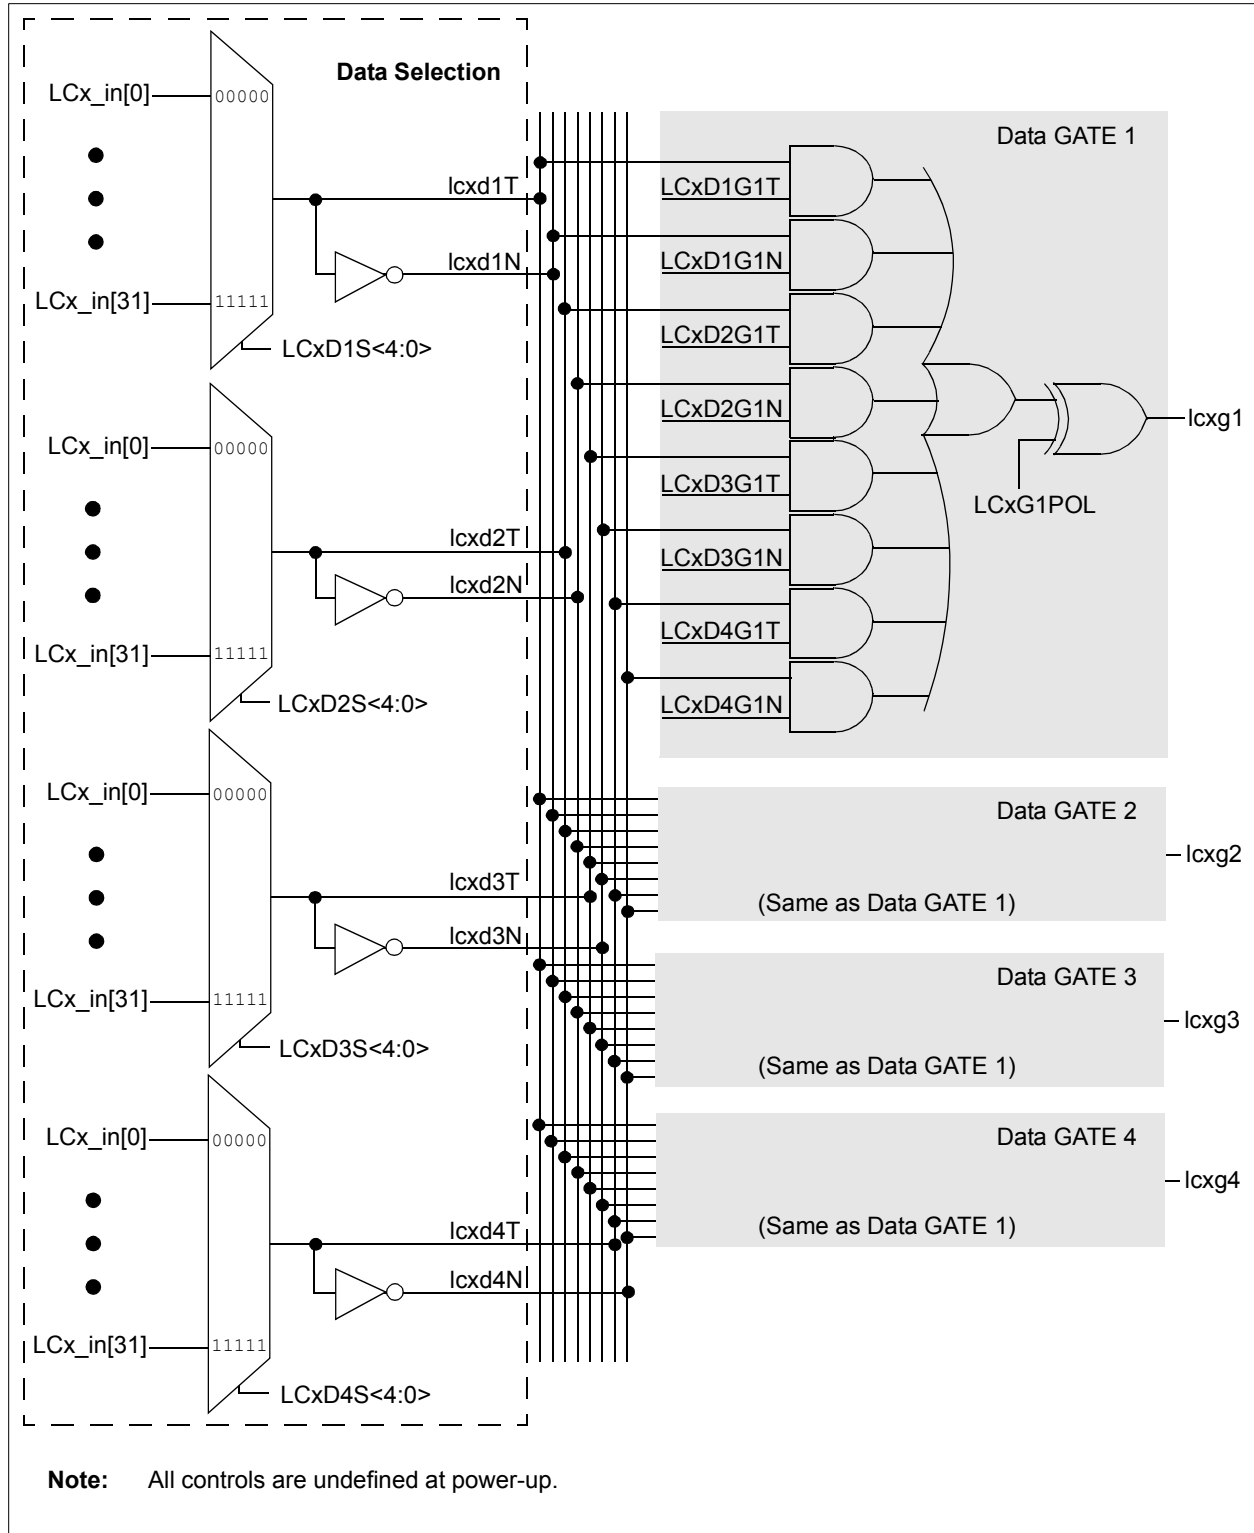 Data Selection
LCx_in[0]
00000
lcxd1T
lcxd1N
LCx_in[31]
11111
LCxD1S<4:0>
LCx_in[0]
00000
lcxd2T
lcxd2N
LCx_in[31]
11111
LCxD2S<4:0>
LCx_in[0]
00000
lcxd3T
lcxd3N
LCx_in[31]
11111
LCxD3S<4:0>
LCx_in[0]
00000
lcxd4T
lcxd4N
LCx_in[31]
11111
LCxD4S<4:0>
Data GATE 1
LCxD1G1T
LCxD1G1N
LCxD2G1T
LCxD2G1N
LCxD3G1T
LCxD3G1N
LCxD4G1T
LCxD4G1N
LCxG1POL
lcxg1
Data GATE 2
(Same as Data GATE 1)
lcxg2
Data GATE 3
(Same as Data GATE 1)
lcxg3
Data GATE 4
(Same as Data GATE 1)
lcxg4
Note: All controls are undefined at power-up.